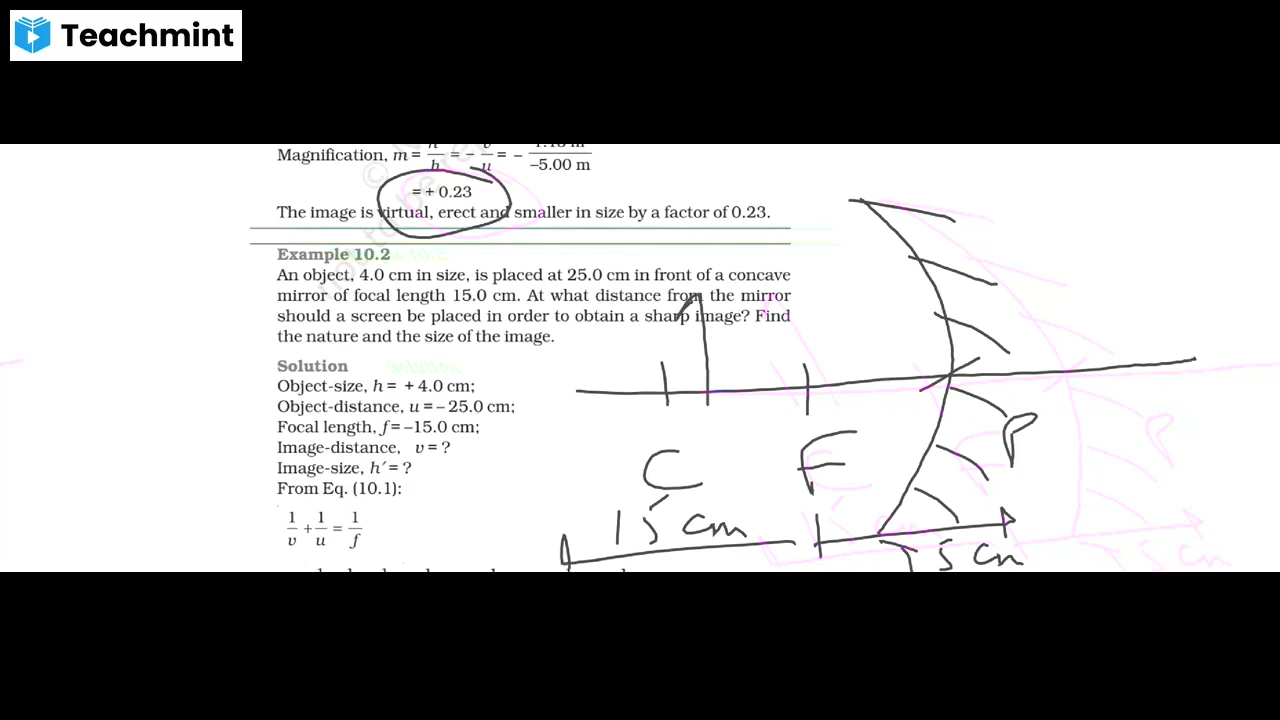 Teachmint
Magnification, m = h / h = – v / u = –  / –5.00 m
= + 0.23
The image is virtual, erect and smaller in size by a factor of 0.23.
Example 10.2
An object, 4.0 cm in size, is placed at 25.0 cm in front of a concave
mirror of focal length 15.0 cm. At what distance from the mirror
should a screen be placed in order to obtain a sharp image? Find
the nature and the size of the image.
Solution
Object-size, h = + 4.0 cm;
Object-distance, u = – 25.0 cm;
Focal length, f = –15.0 cm;
Image-distance, v = ?
Image-size, h′ = ?
From Eq. (10.1):
1/v + 1/u = 1/f
C F P
15 cm 15 cm